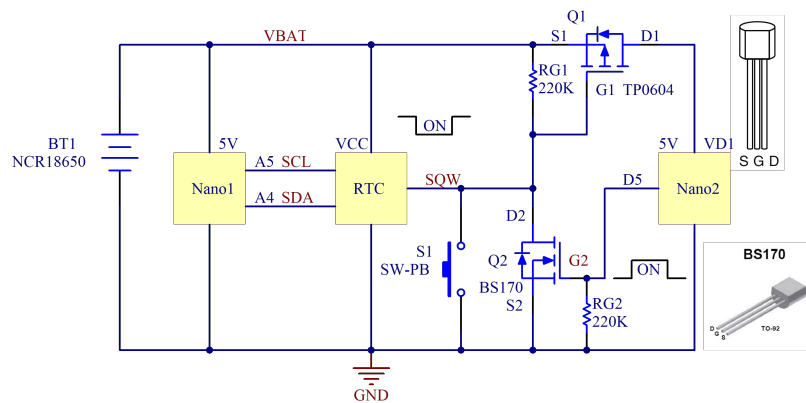 Q1
VBAT
S1
D1
RG1
220K
G1 TP0604
ON
BT1
NCR18650
5V
VCC
5V
VD1
S G D
A5 SCL
Nano1
RTC
SQW
D5
Nano2
A4 SDA
D2
S1
SW-PB
Q2
G2
ON
BS170
BS170
S2
RG2
220K
D
G
S
TO-92
GND